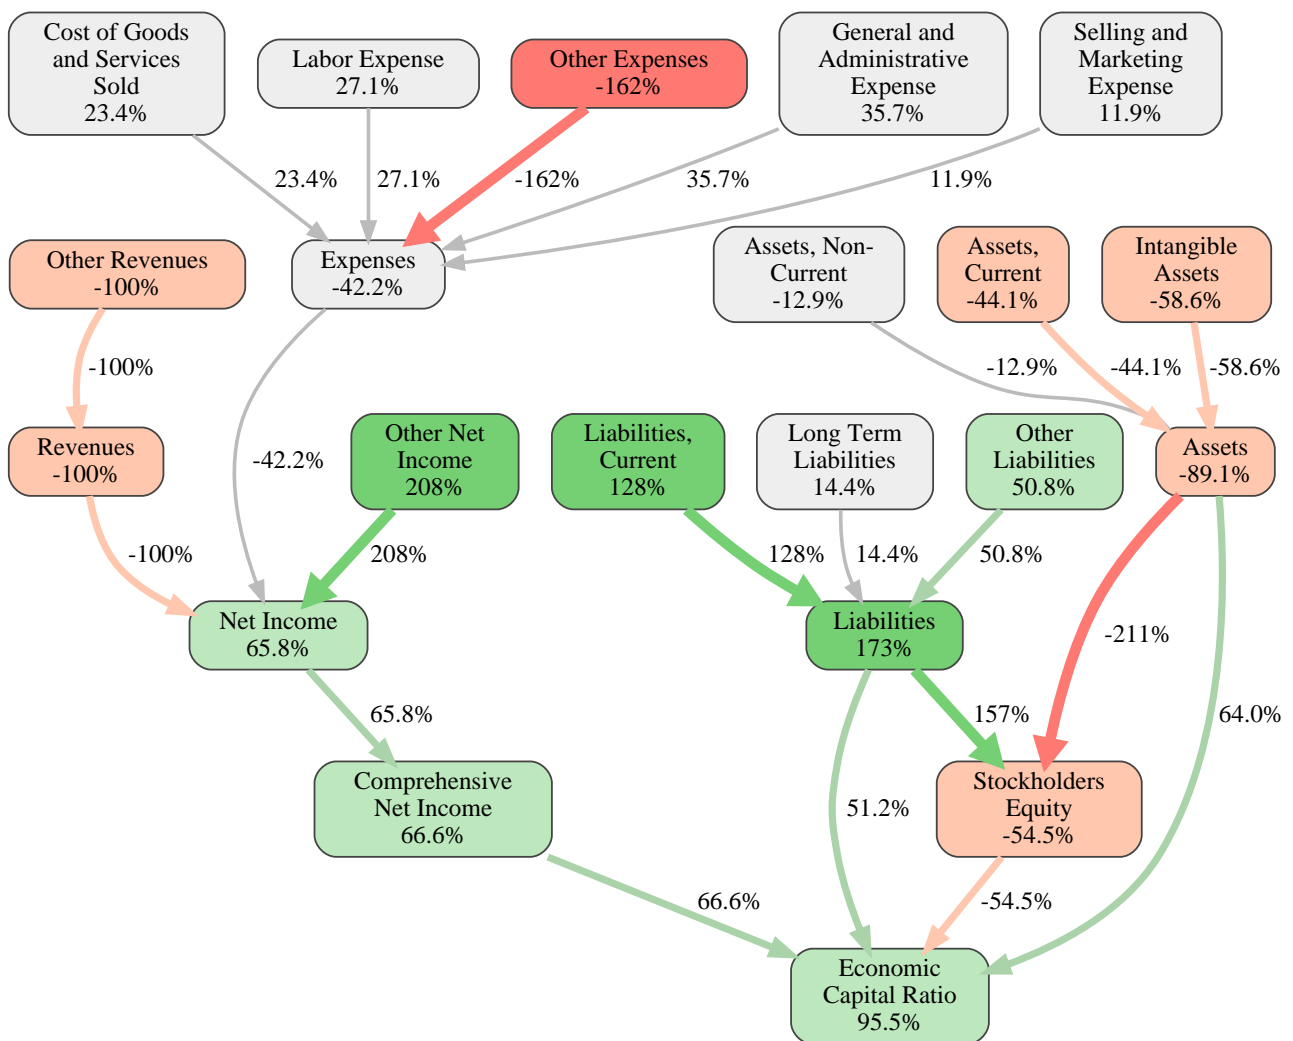 Cost of Goods
and Services
Sold
23.4%
Labor Expense
27.1%
Other Expenses
-162%
General and
Administrative
Expense
35.7%
Selling and
Marketing
Expense
11.9%
23.4%
27.1%
-162%
35.7%
11.9%
Other Revenues
-100%
Expenses
-42.2%
Assets, Non-
Current
-12.9%
Assets,
Current
-44.1%
Intangible
Assets
-58.6%
-100%
-12.9%
-44.1%
-58.6%
Revenues
-100%
-42.2%
Other Net
Income
208%
Liabilities,
Current
128%
Long Term
Liabilities
14.4%
Other
Liabilities
50.8%
Assets
-89.1%
-100%
208%
128%
14.4%
50.8%
Net Income
65.8%
Liabilities
173%
-211%
65.8%
157%
64.0%
Comprehensive
Net Income
66.6%
51.2%
Stockholders
Equity
-54.5%
66.6%
-54.5%
Economic
Capital Ratio
95.5%